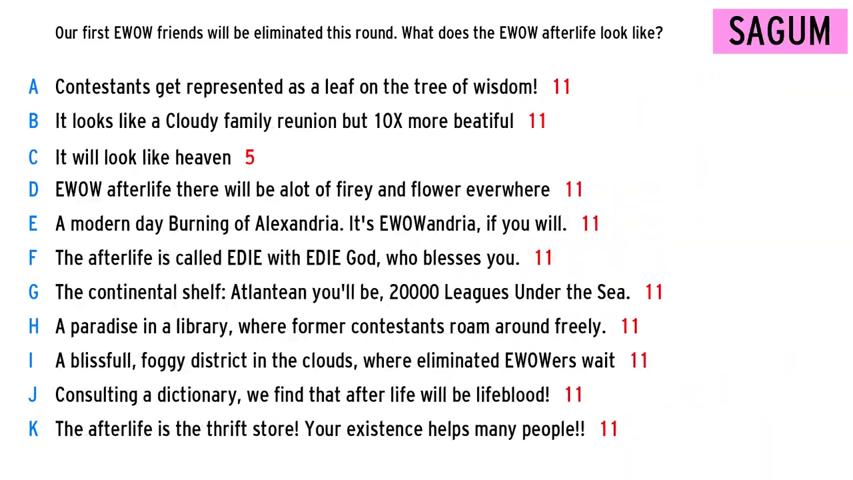 Our first EWOW friends will be eliminated this round. What does the EWOW afterlife look like?
SAGUM
A Contestants get represented as a leaf on the tree of wisdom! 11
B It looks like a Cloudy family reunion but 10X more beatiful 11
C It will look like heaven 5
D EWOW afterlife there will be alot of firey and flower everwhere 11
E A modern day Burning of Alexandria. It's EWOWandria, if you will. 11
F The afterlife is called EDIE with EDIE God, who blesses you. 11
G The continental shelf: Atlantean you'll be, 20000 Leagues Under the Sea. 11
H A paradise in a library, where former contestants roam around freely. 11
I A blissfull, foggy district in the clouds, where eliminated EWOWers wait 11
J Consulting a dictionary, we find that after life will be lifeblood! 11
K The afterlife is the thrift store! Your existence helps many people!! 11